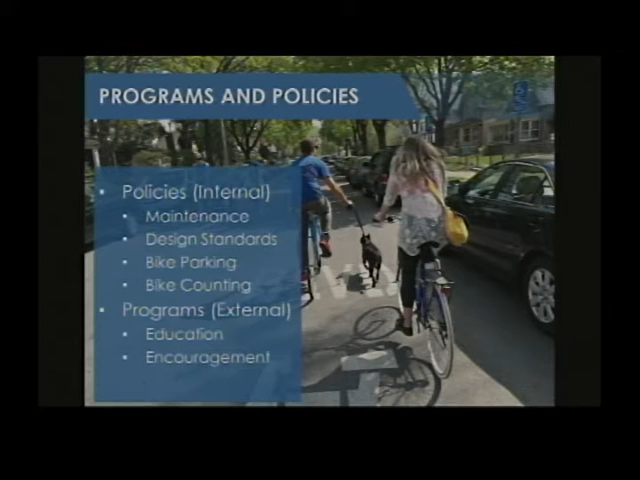 PROGRAMS AND POLICIES
• Policies (Internal)
• Maintenance
• Design Standards
• Bike Parking
• Bike Counting
• Programs (External)
• Education
• Encouragement